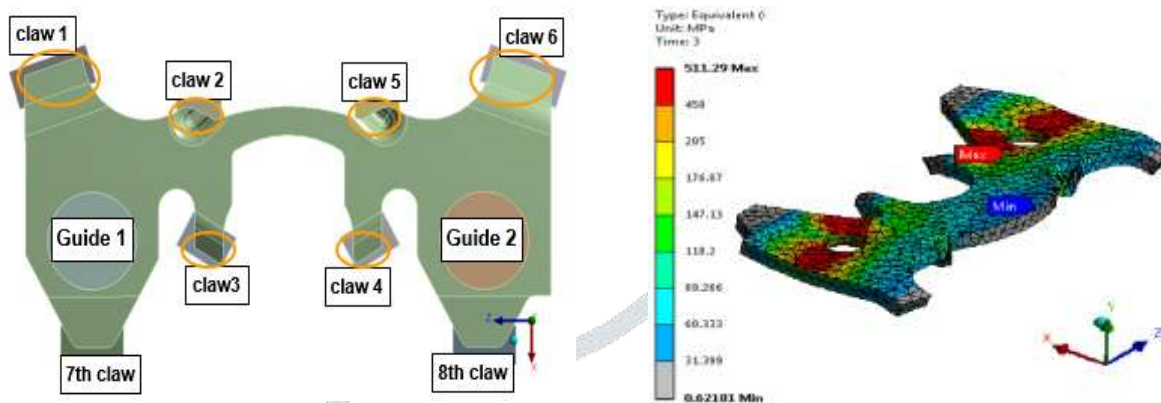 claw 1
claw 6
claw 2
claw 5
Guide 1
Guide 2
claw3
claw 4
7th claw
8th claw
Z
X
Type: Equivalent (
Unit: MPa
Time: 3
511.29 Max
458
205
176.07
147.13
118.2
89.266
60.333
31.399
0.62181 Min
Max
Min
Y
X
Z